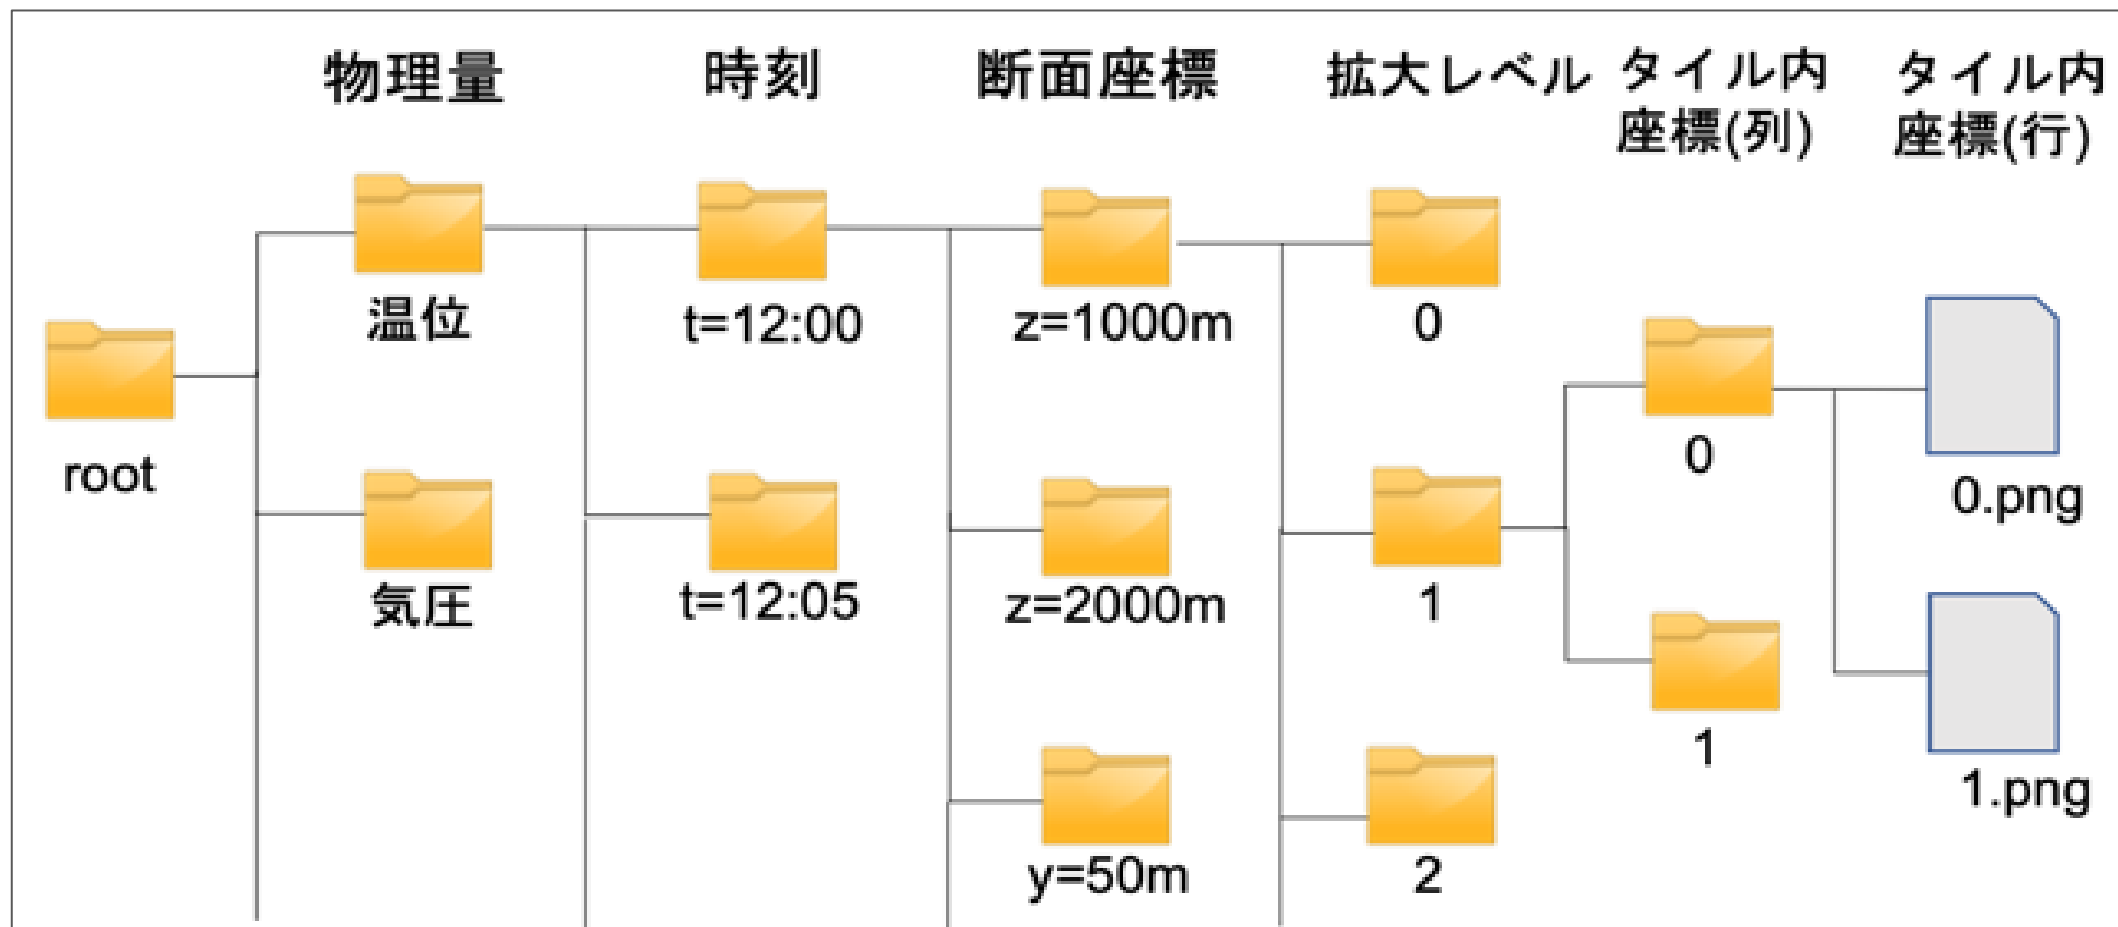 物理量
時刻
断面座標
拡大レベル
タイル内
座標(列)
タイル内
座標(行)
root
温位
気圧
t=12:00
t=12:05
z=1000m
z=2000m
y=50m
0
1
2
0
1
0.png
1.png